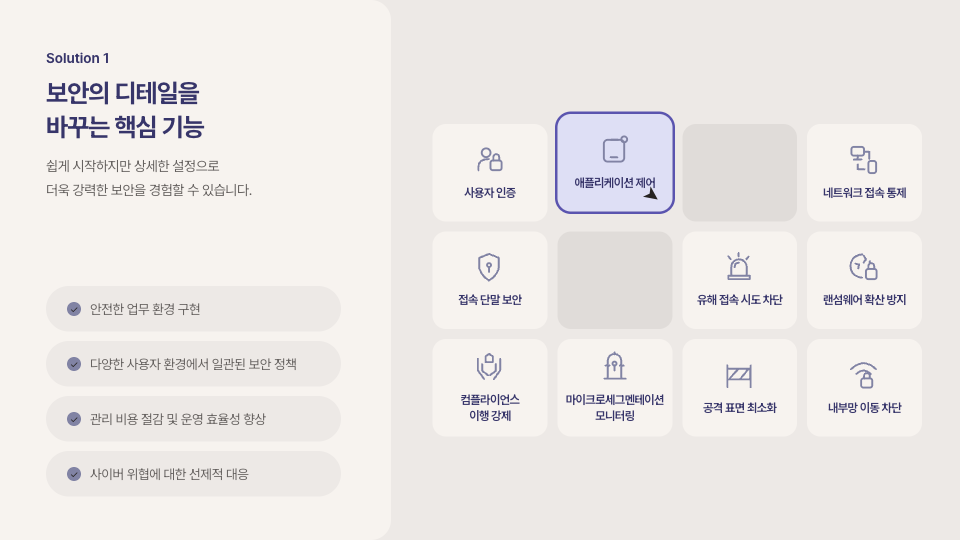 Solution 1
보안의 디테일을
바꾸는 핵심 기능
쉽게 시작하지만 상세한 설정으로
더욱 강력한 보안을 경험할 수 있습니다.
안전한 업무 환경 구현
다양한 사용자 환경에서 일관된 보안 정책
관리 비용 절감 및 운영 효율성 향상
사이버 위협에 대한 선제적 대응
사용자 인증
애플리케이션 제어
네트워크 접속 통제
접속 단말 보안
유해 접속 시도 차단
랜섬웨어 확산 방지
컴플라이언스
이행 강제
마이크로세그멘테이션
모니터링
공격 표면 최소화
내부망 이동 차단